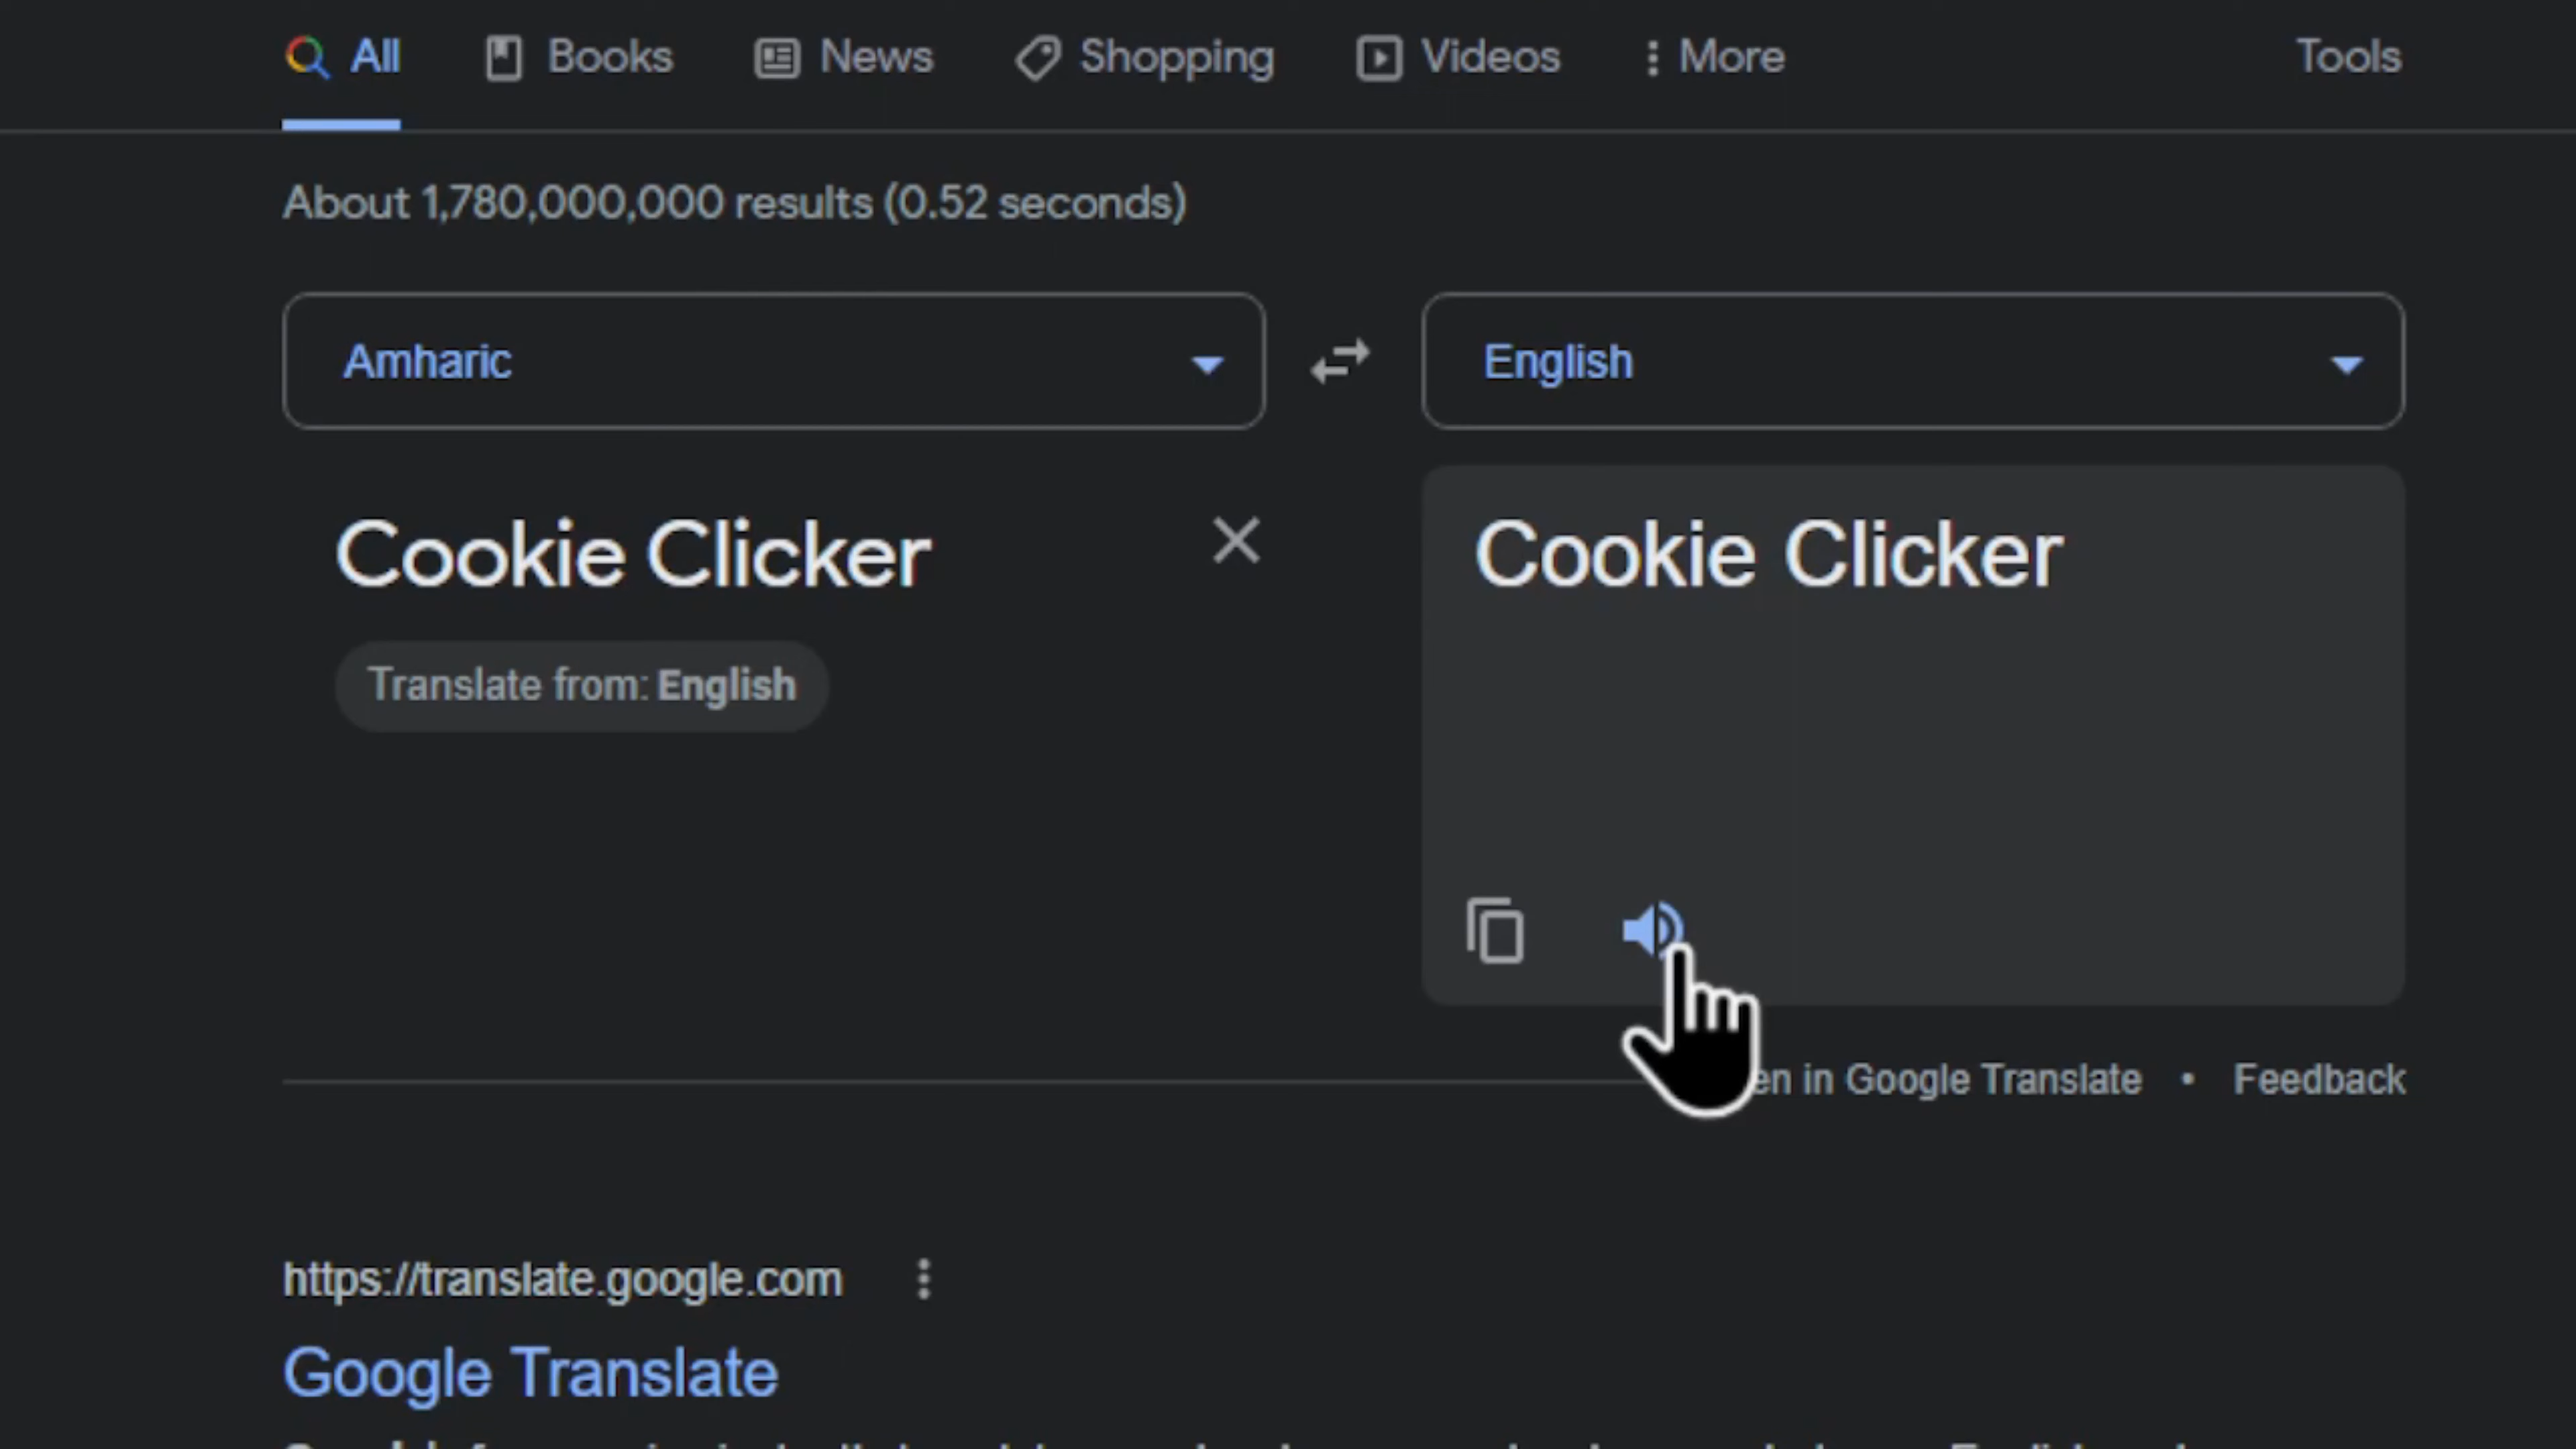 All Books News Shopping Videos More Tools
About 1,780,000,000 results (0.52 seconds)
Amharic English
Cookie Clicker Cookie Clicker
Translate from: English
en in Google Translate • Feedback
https://translate.google.com
Google Translate